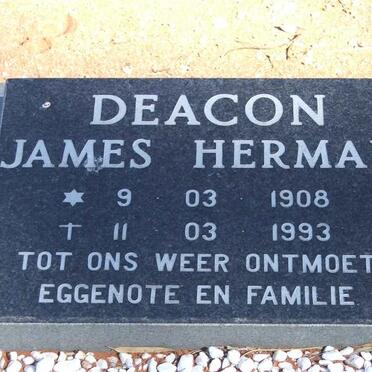 DEACON
JAMES HERMA
✶ 9 03 1908
† 11 03 1993
TOT ONS WEER ONTMOET
EGGENOTE EN FAMILIE